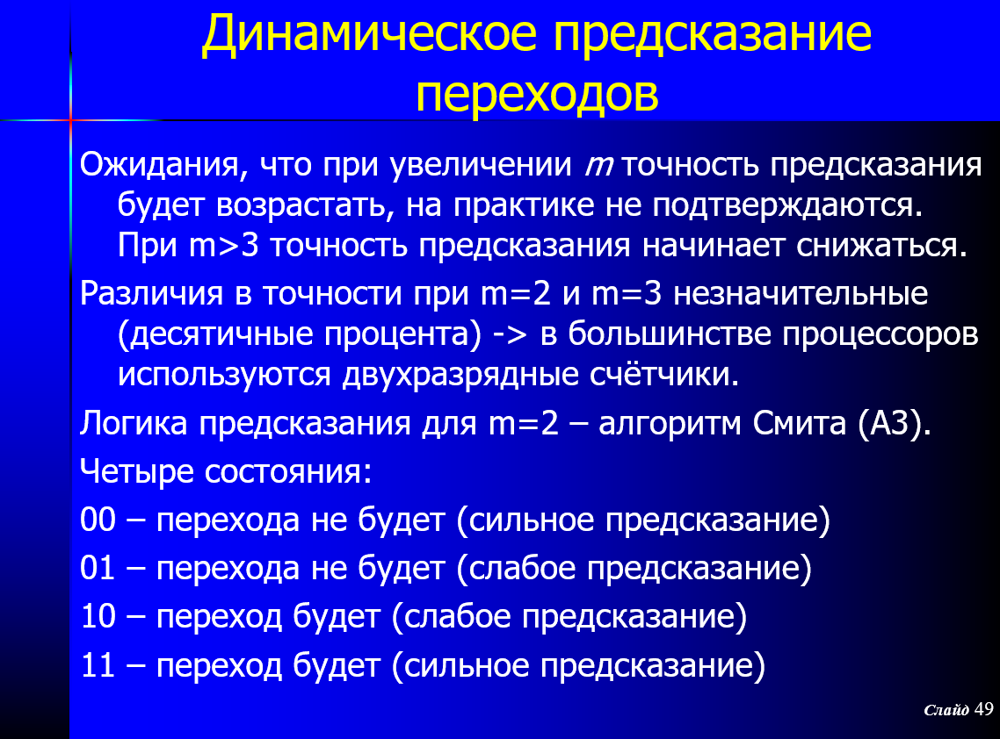 Динамическое предсказание
переходов
Ожидания, что при увеличении m точность предсказания
будет возрастать, на практике не подтверждаются.
При m>3 точность предсказания начинает снижаться.
Различия в точности при m=2 и m=3 незначительные
(десятичные процента) -> в большинстве процессоров
используются двухразрядные счётчики.
Логика предсказания для m=2 – алгоритм Смита (А3).
Четыре состояния:
00 – перехода не будет (сильное предсказание)
01 – перехода не будет (слабое предсказание)
10 – переход будет (слабое предсказание)
11 – переход будет (сильное предсказание)
Слайд 49